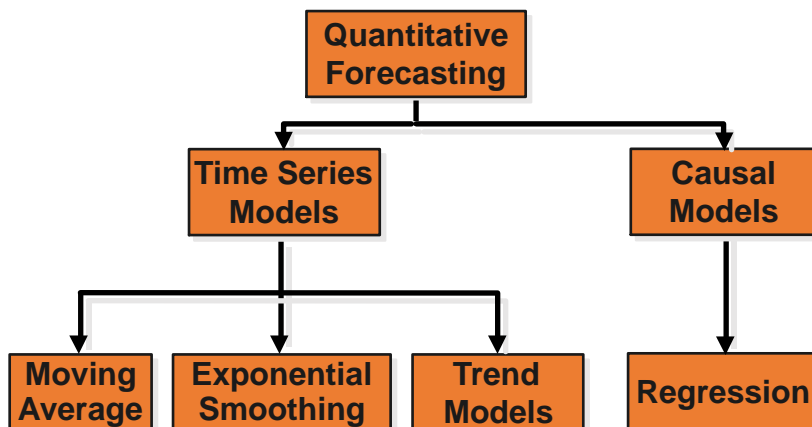 Quantitative
Forecasting
Time Series
Models
Causal
Models
Moving
Average
Exponential
Smoothing
Trend
Models
Regression